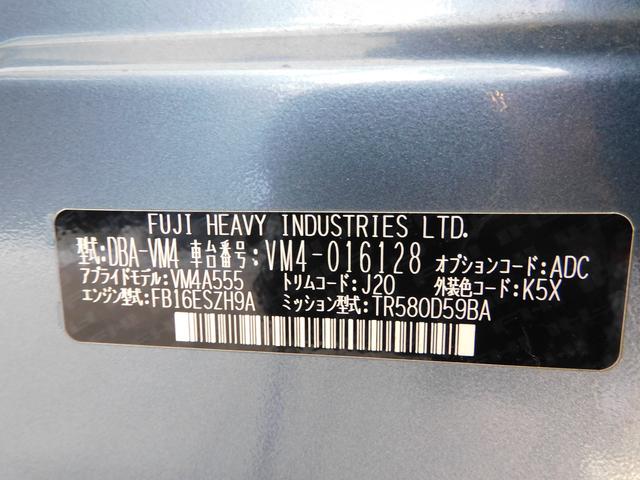 FUJI HEAVY INDUSTRIES LTD.
型式:DBA-VM4 車台番号:VM4-016128 オプションコード:ADC
アプライドモデル:VM4A555 トリムコード:J20 外装色コード:K5X
エンジン型式:FB16ESZH9A ミッション型式:TR580D59BA